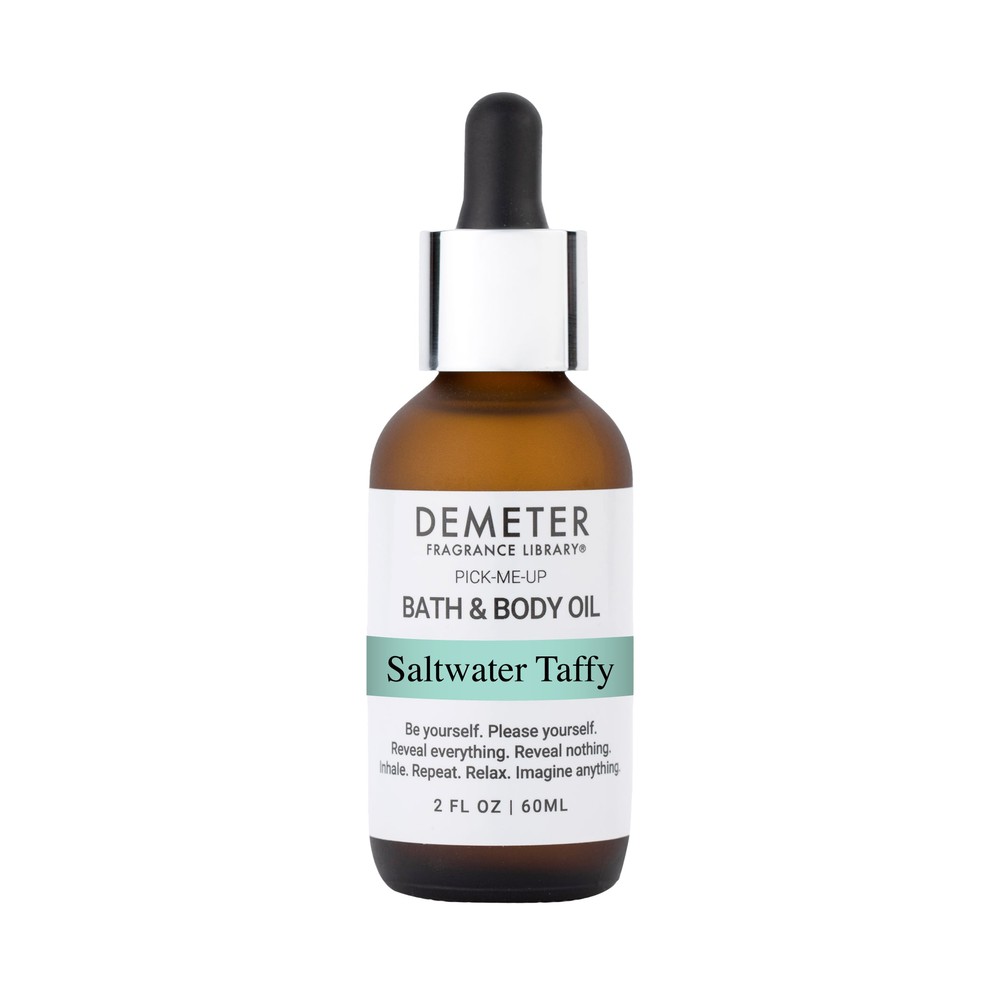 DEMETER
FRAGRANCE LIBRARY®
PICK-ME-UP
BATH & BODY OIL
Saltwater Taffy
Be yourself. Please yourself.
Reveal everything. Reveal nothing.
Inhale. Repeat. Relax. Imagine anything.
2 FL OZ | 60ML